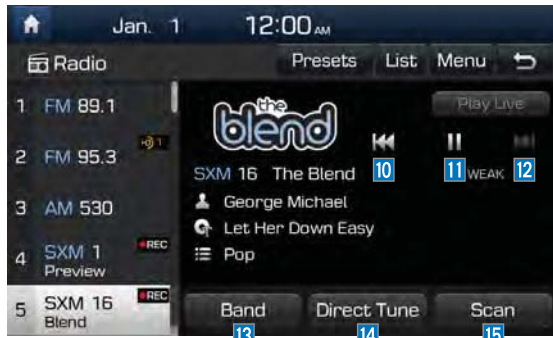 Jan. 1 12:00 AM
Radio Presets List Menu
1 FM 89.1
2 FM 95.3 1
3 AM 530
4 SXM 1 REC
Preview
5 SXM 16 REC
Blend
the
blend
Play Live
SXM 16 The Blend
10 11 WEAK 12
George Michael
Let Her Down Easy
Pop
Band Direct Tune Scan
13 14 15